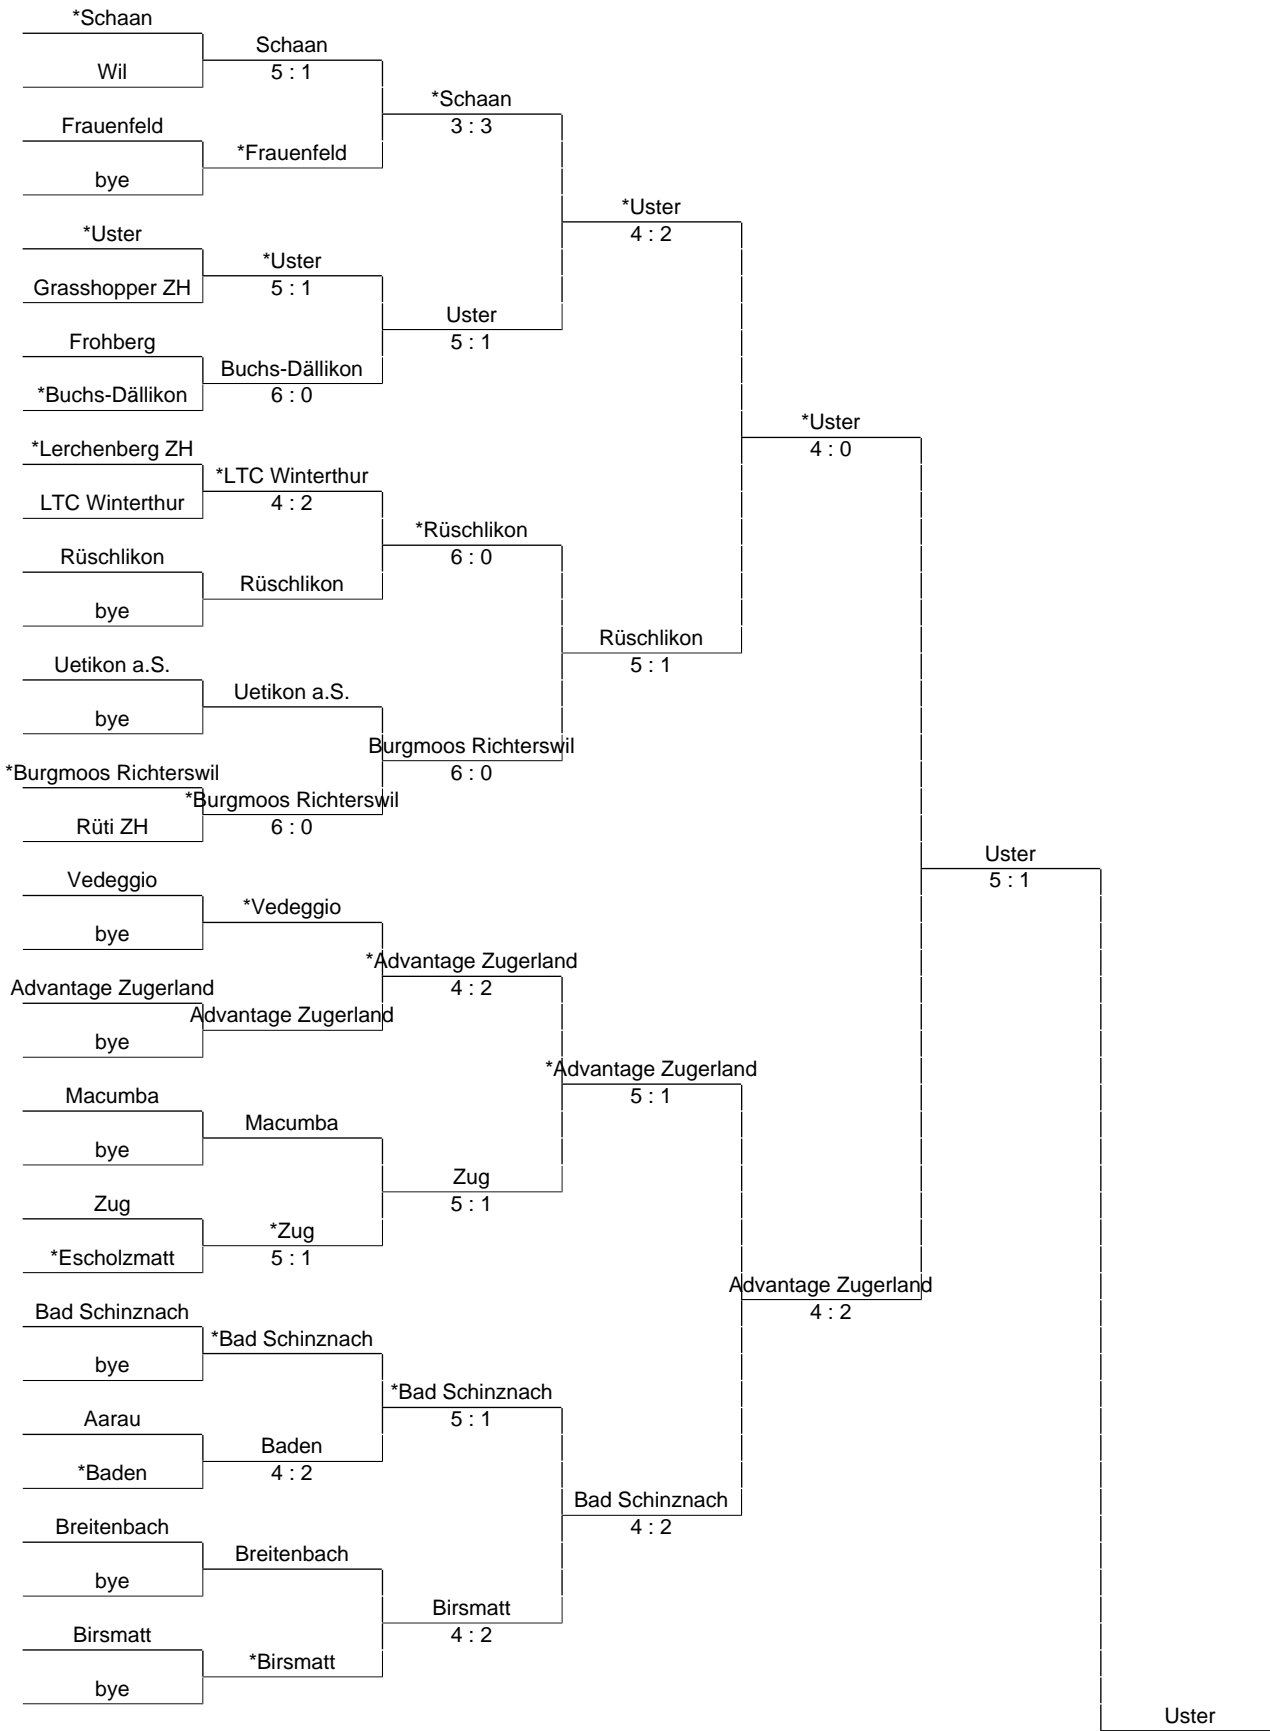 *Schaan
Schaan
Wil
5 : 1
*Schaan
Frauenfeld
3 : 3
*Frauenfeld
bye
*Uster
*Uster
4 : 2
*Uster
Grasshopper ZH
5 : 1
Uster
Frohberg
5 : 1
Buchs-Dällikon
*Buchs-Dällikon
6 : 0
*Uster
*Lerchenberg ZH
4 : 0
*LTC Winterthur
LTC Winterthur
4 : 2
*Rüschlikon
Rüschlikon
6 : 0
Rüschlikon
bye
Rüschlikon
Uetikon a.S.
5 : 1
Uetikon a.S.
bye
Burgmoos Richterswil
*Burgmoos Richterswil
6 : 0
*Burgmoos Richterswil
Rüti ZH
6 : 0
Uster
Vedeggio
5 : 1
*Vedeggio
bye
*Advantage Zugerland
Advantage Zugerland
4 : 2
Advantage Zugerland
bye
*Advantage Zugerland
Macumba
5 : 1
Macumba
bye
Zug
Zug
5 : 1
*Zug
*Escholzmatt
5 : 1
Advantage Zugerland
Bad Schinznach
4 : 2
*Bad Schinznach
bye
*Bad Schinznach
Aarau
5 : 1
Baden
*Baden
4 : 2
Bad Schinznach
Breitenbach
4 : 2
Breitenbach
bye
Birsmatt
Birsmatt
4 : 2
*Birsmatt
bye
Uster